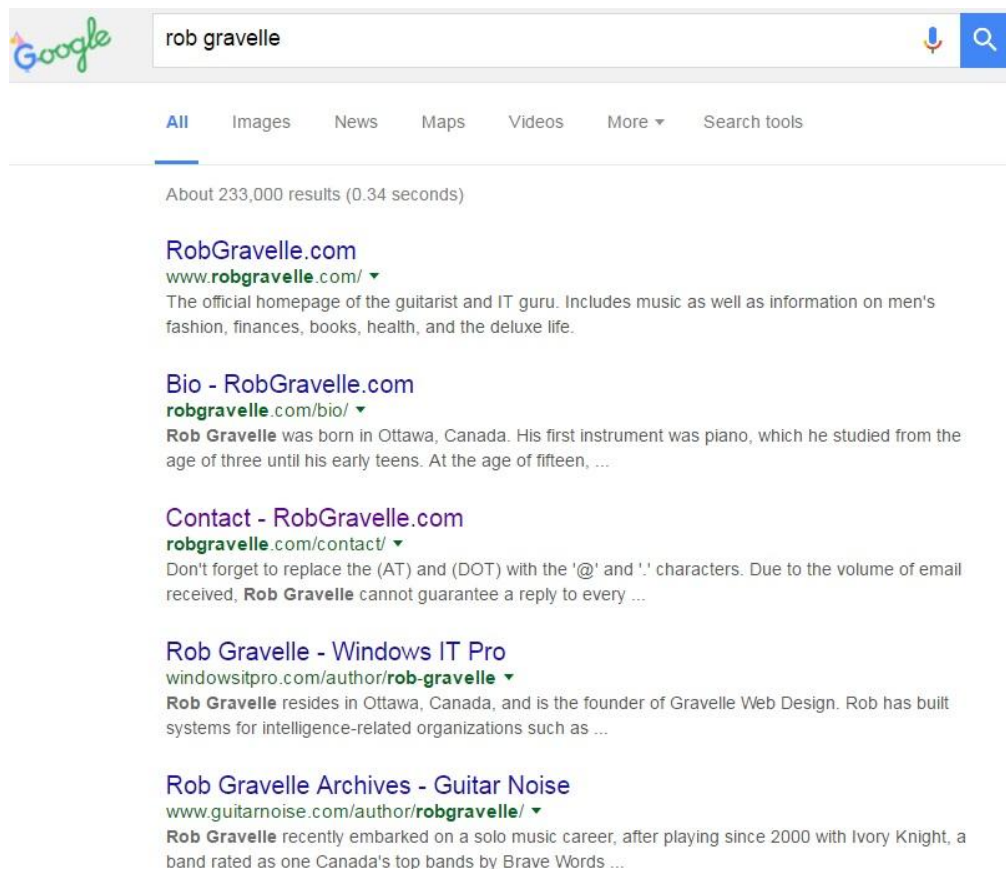 Google
rob gravelle
All Images News Maps Videos More Search tools
About 233,000 results (0.34 seconds)
RobGravelle.com
www.robgravelle.com/
The official homepage of the guitarist and IT guru. Includes music as well as information on men's
fashion, finances, books, health, and the deluxe life.
Bio - RobGravelle.com
robgravelle.com/bio/
Rob Gravelle was born in Ottawa, Canada. His first instrument was piano, which he studied from the
age of three until his early teens. At the age of fifteen, ...
Contact - RobGravelle.com
robgravelle.com/contact/
Don't forget to replace the (AT) and (DOT) with the '@' and '.' characters. Due to the volume of email
received, Rob Gravelle cannot guarantee a reply to every ...
Rob Gravelle - Windows IT Pro
windowsitpro.com/author/rob-gravelle
Rob Gravelle resides in Ottawa, Canada, and is the founder of Gravelle Web Design. Rob has built
systems for intelligence-related organizations such as ...
Rob Gravelle Archives - Guitar Noise
www.guitarnoise.com/author/robgravelle/
Rob Gravelle recently embarked on a solo music career, after playing since 2000 with Ivory Knight, a
band rated as one Canada's top bands by Brave Words ...